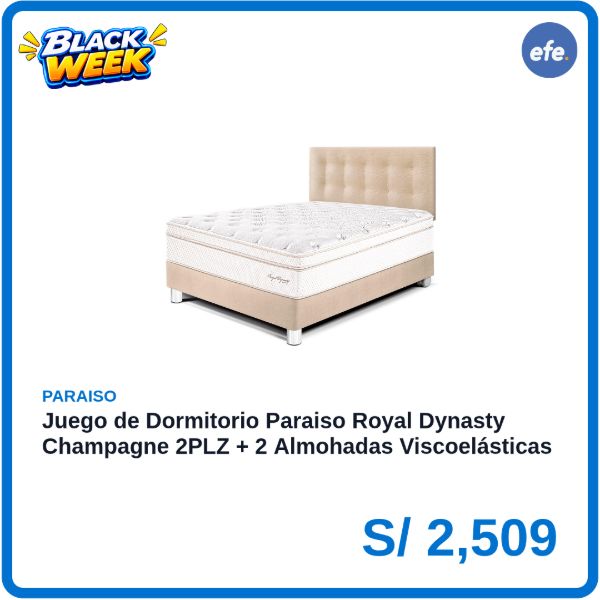 BLACK
WEEK
efe.
PARAISO
Juego de Dormitorio Paraiso Royal Dynasty
Champagne 2PLZ + 2 Almohadas Viscoelásticas
S/ 2,509